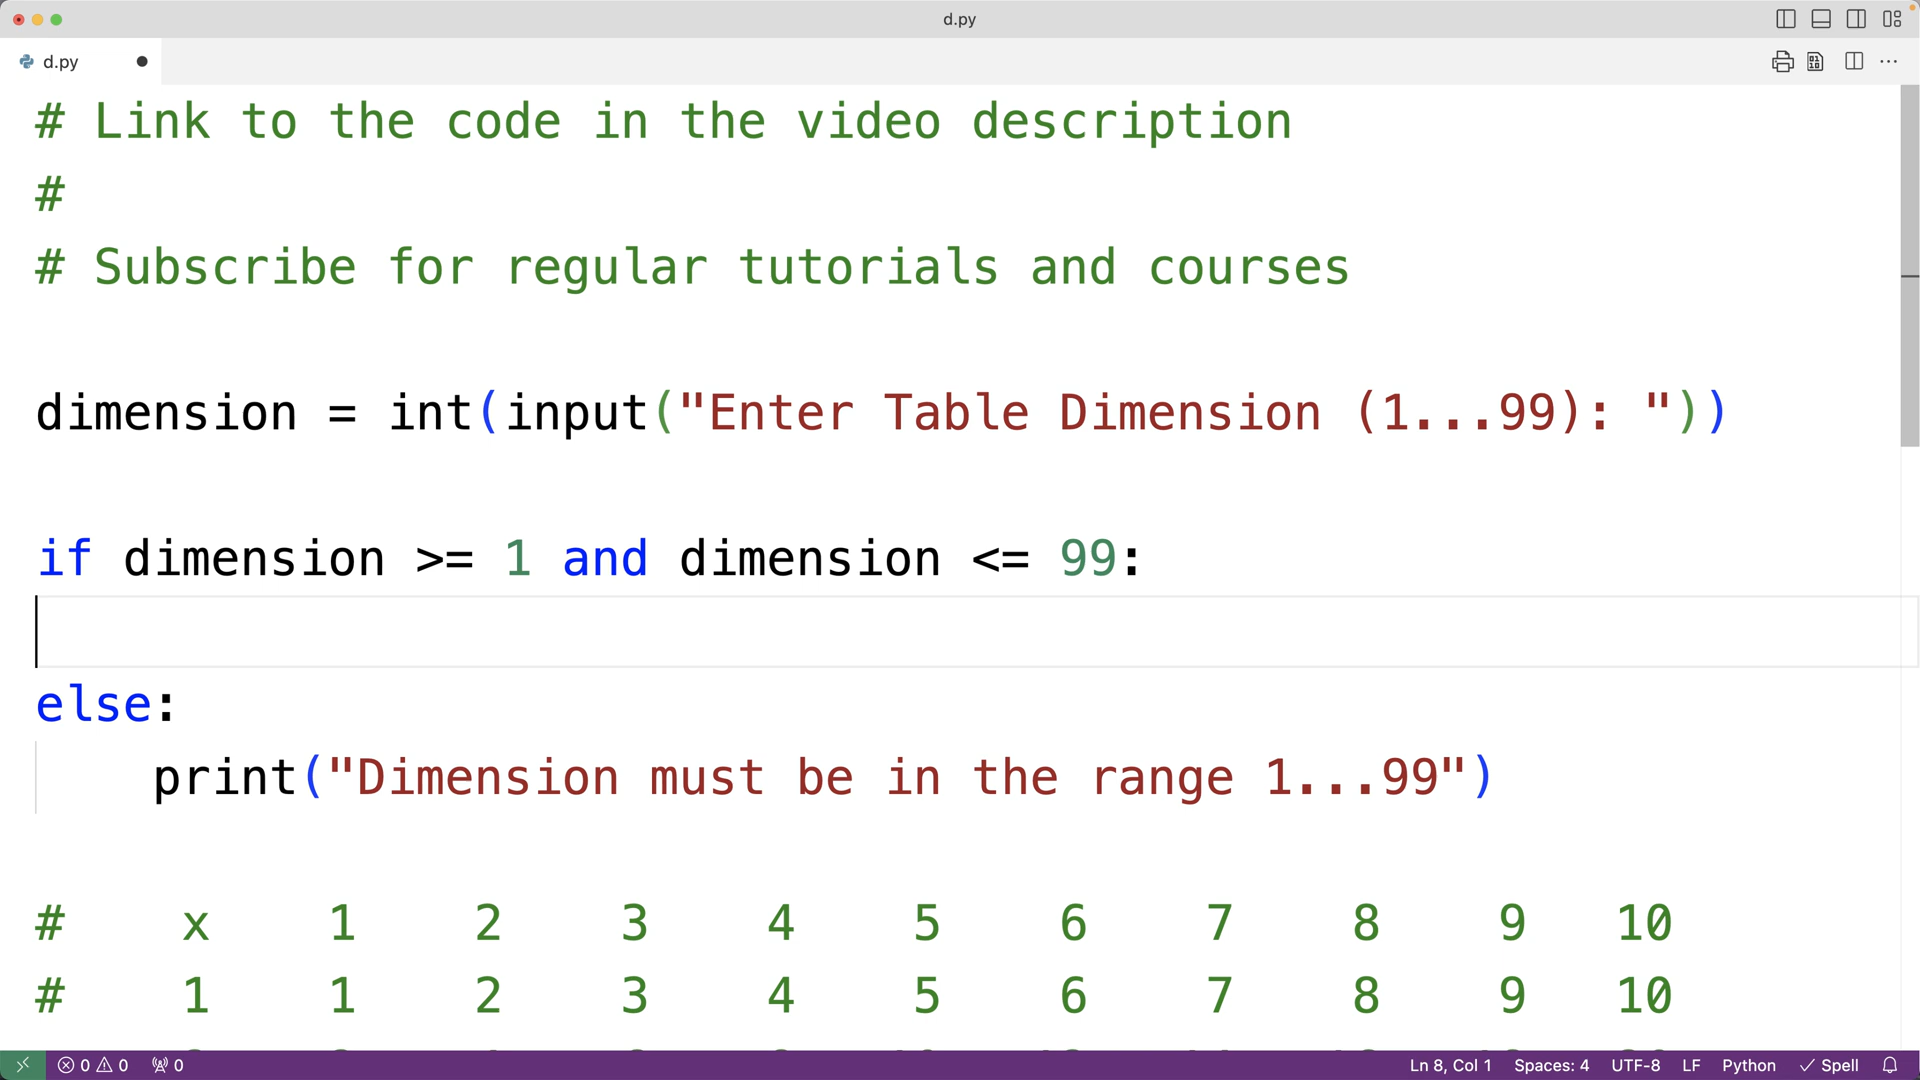 d.py
d.py
# Link to the code in the video description
#
# Subscribe for regular tutorials and courses
dimension = int(input("Enter Table Dimension (1...99): "))
if dimension >= 1 and dimension <= 99:
else:
print("Dimension must be in the range 1...99")
# x 1 2 3 4 5 6 7 8 9 10
# 1 1 2 3 4 5 6 7 8 9 10
0 0 0 Ln 8, Col 1 Spaces: 4 UTF-8 LF Python Spell